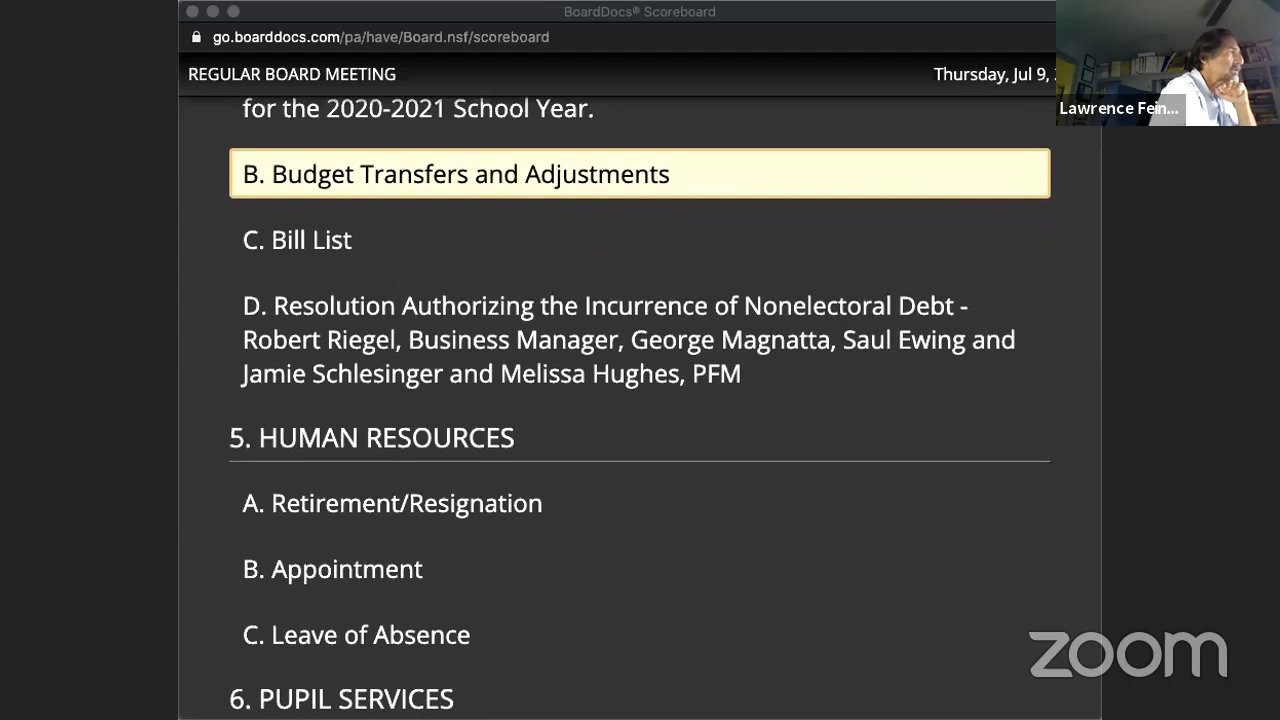 BoardDocs® Scoreboard
go.boarddocs.com/pa/have/Board.nsf/scoreboard
REGULAR BOARD MEETING
Thursday, Jul 9,
Lawrence Fein...
for the 2020-2021 School Year.
B. Budget Transfers and Adjustments
C. Bill List
D. Resolution Authorizing the Incurrence of Nonelectoral Debt -
Robert Riegel, Business Manager, George Magnatta, Saul Ewing and
Jamie Schlesinger and Melissa Hughes, PFM
5. HUMAN RESOURCES
A. Retirement/Resignation
B. Appointment
C. Leave of Absence
6. PUPIL SERVICES
zoom